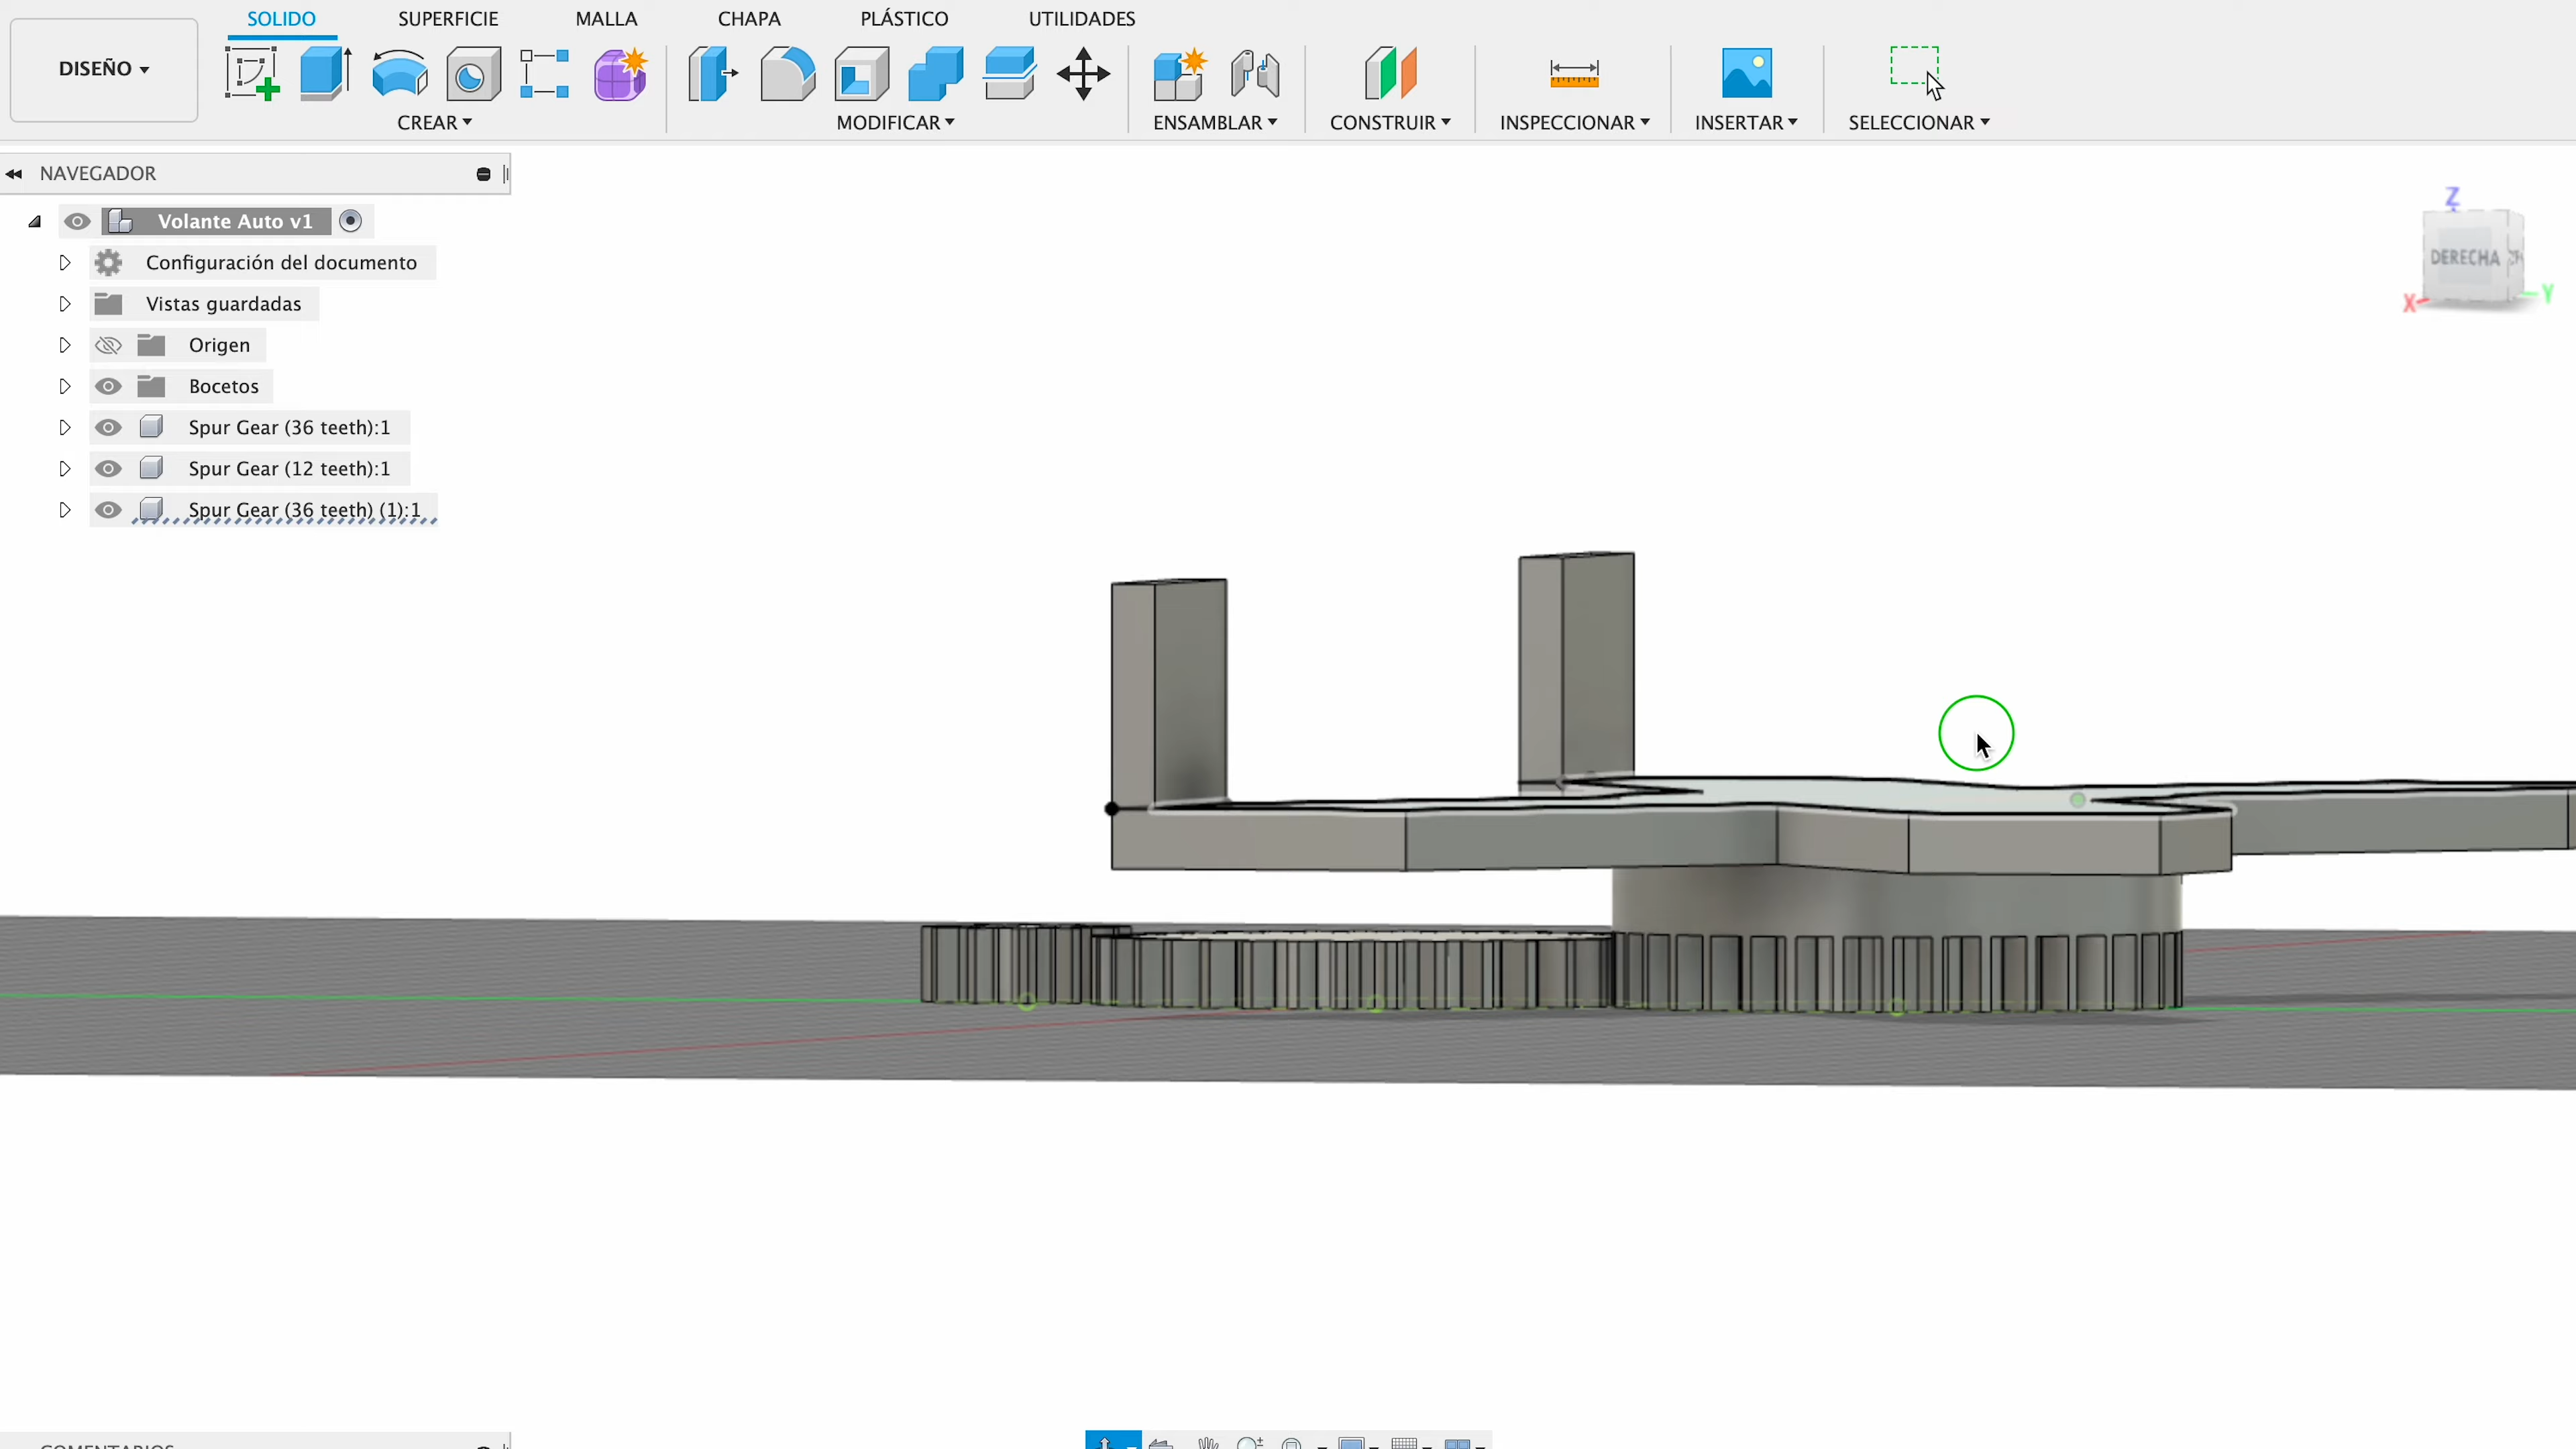 SOLIDO SUPERFICIE MALLA CHAPA PLÁSTICO UTILIDADES
DISEÑO
CREAR MODIFICAR ENSAMBLAR CONSTRUIR INSPECCIONAR INSERTAR SELECCIONAR
NAVEGADOR
Volante Auto v1
Configuración del documento
Vistas guardadas
Origen
Bocetos
Spur Gear (36 teeth):1
Spur Gear (12 teeth):1
Spur Gear (36 teeth) (1):1
Z
DERECHA
X Y
COMENTARIOS